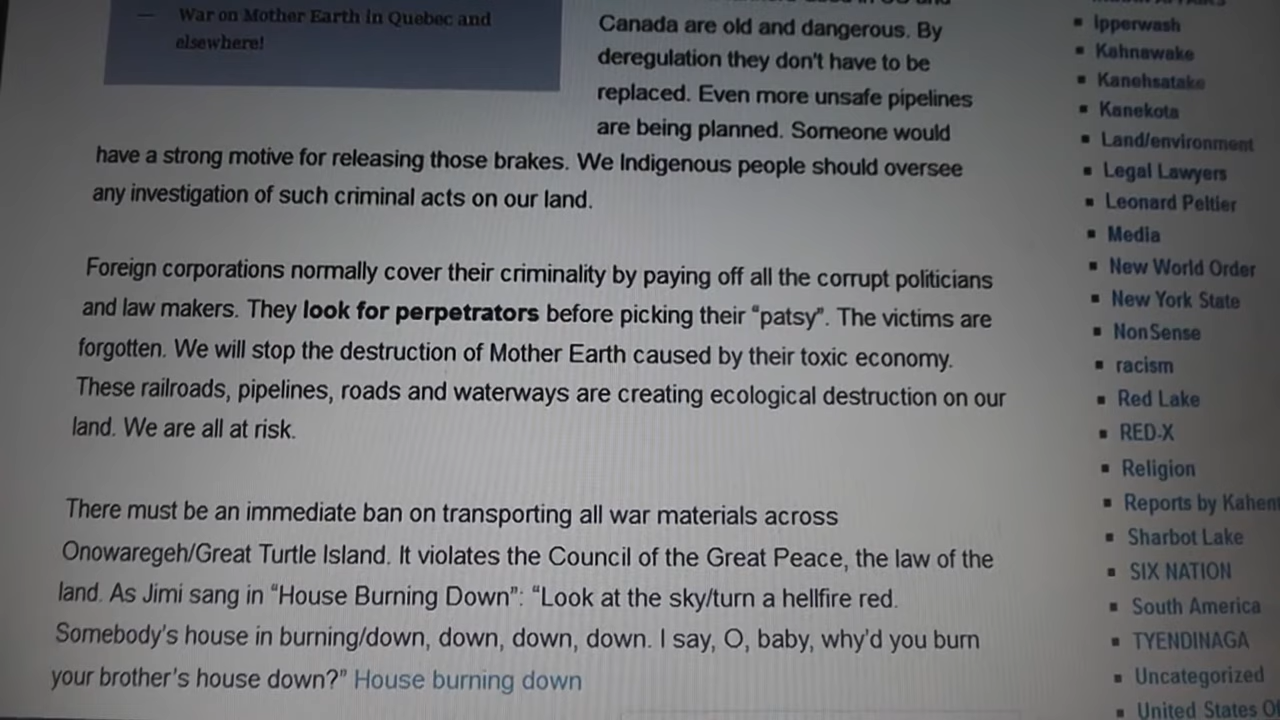 — War on Mother Earth in Quebec and
elsewhere!
Canada are old and dangerous. By
deregulation they don't have to be
replaced. Even more unsafe pipelines
are being planned. Someone would
have a strong motive for releasing those brakes. We Indigenous people should oversee
any investigation of such criminal acts on our land.
Foreign corporations normally cover their criminality by paying off all the corrupt politicians
and law makers. They look for perpetrators before picking their “patsy”. The victims are
forgotten. We will stop the destruction of Mother Earth caused by their toxic economy.
These railroads, pipelines, roads and waterways are creating ecological destruction on our
land. We are all at risk.
There must be an immediate ban on transporting all war materials across
Onowaregeh/Great Turtle Island. It violates the Council of the Great Peace, the law of the
land. As Jimi sang in “House Burning Down”: “Look at the sky/turn a hellfire red.
Somebody’s house in burning/down, down, down, down. I say, O, baby, why’d you burn
your brother’s house down?” House burning down
Ipperwash
Kahnawake
Kanehsatake
Kanekota
Land/environment
Legal Lawyers
Leonard Peltier
Media
New World Order
New York State
NonSense
racism
Red Lake
RED-X
Religion
Reports by Kahent
Sharbot Lake
SIX NATION
South America
TYENDINAGA
Uncategorized
United States